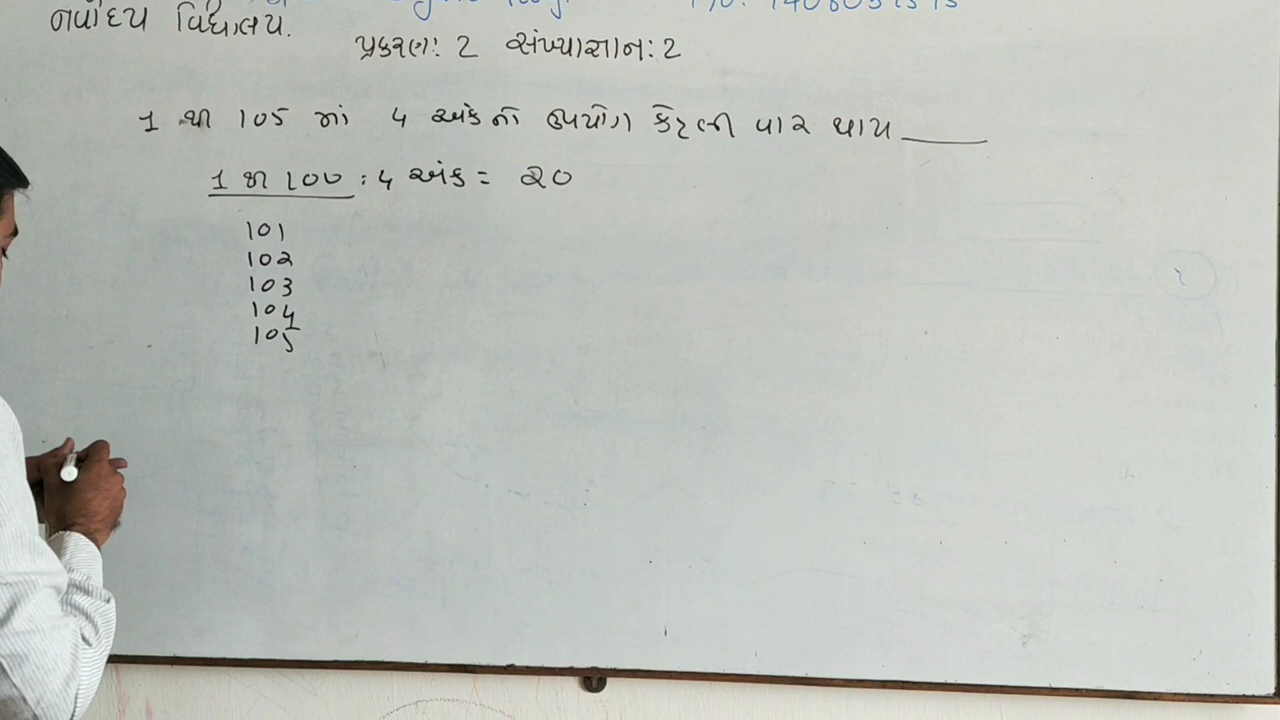 નવોદય વિદ્યાલય.
પ્રકરણ: 2 સંખ્યાજ્ઞાન: 2
1 થી 105 માં 4 અંકનો ઉપયોગ કેટલી વાર થાય ____
1 થી 100 : 4 અંક = ૨૦
101
102
103
104
105